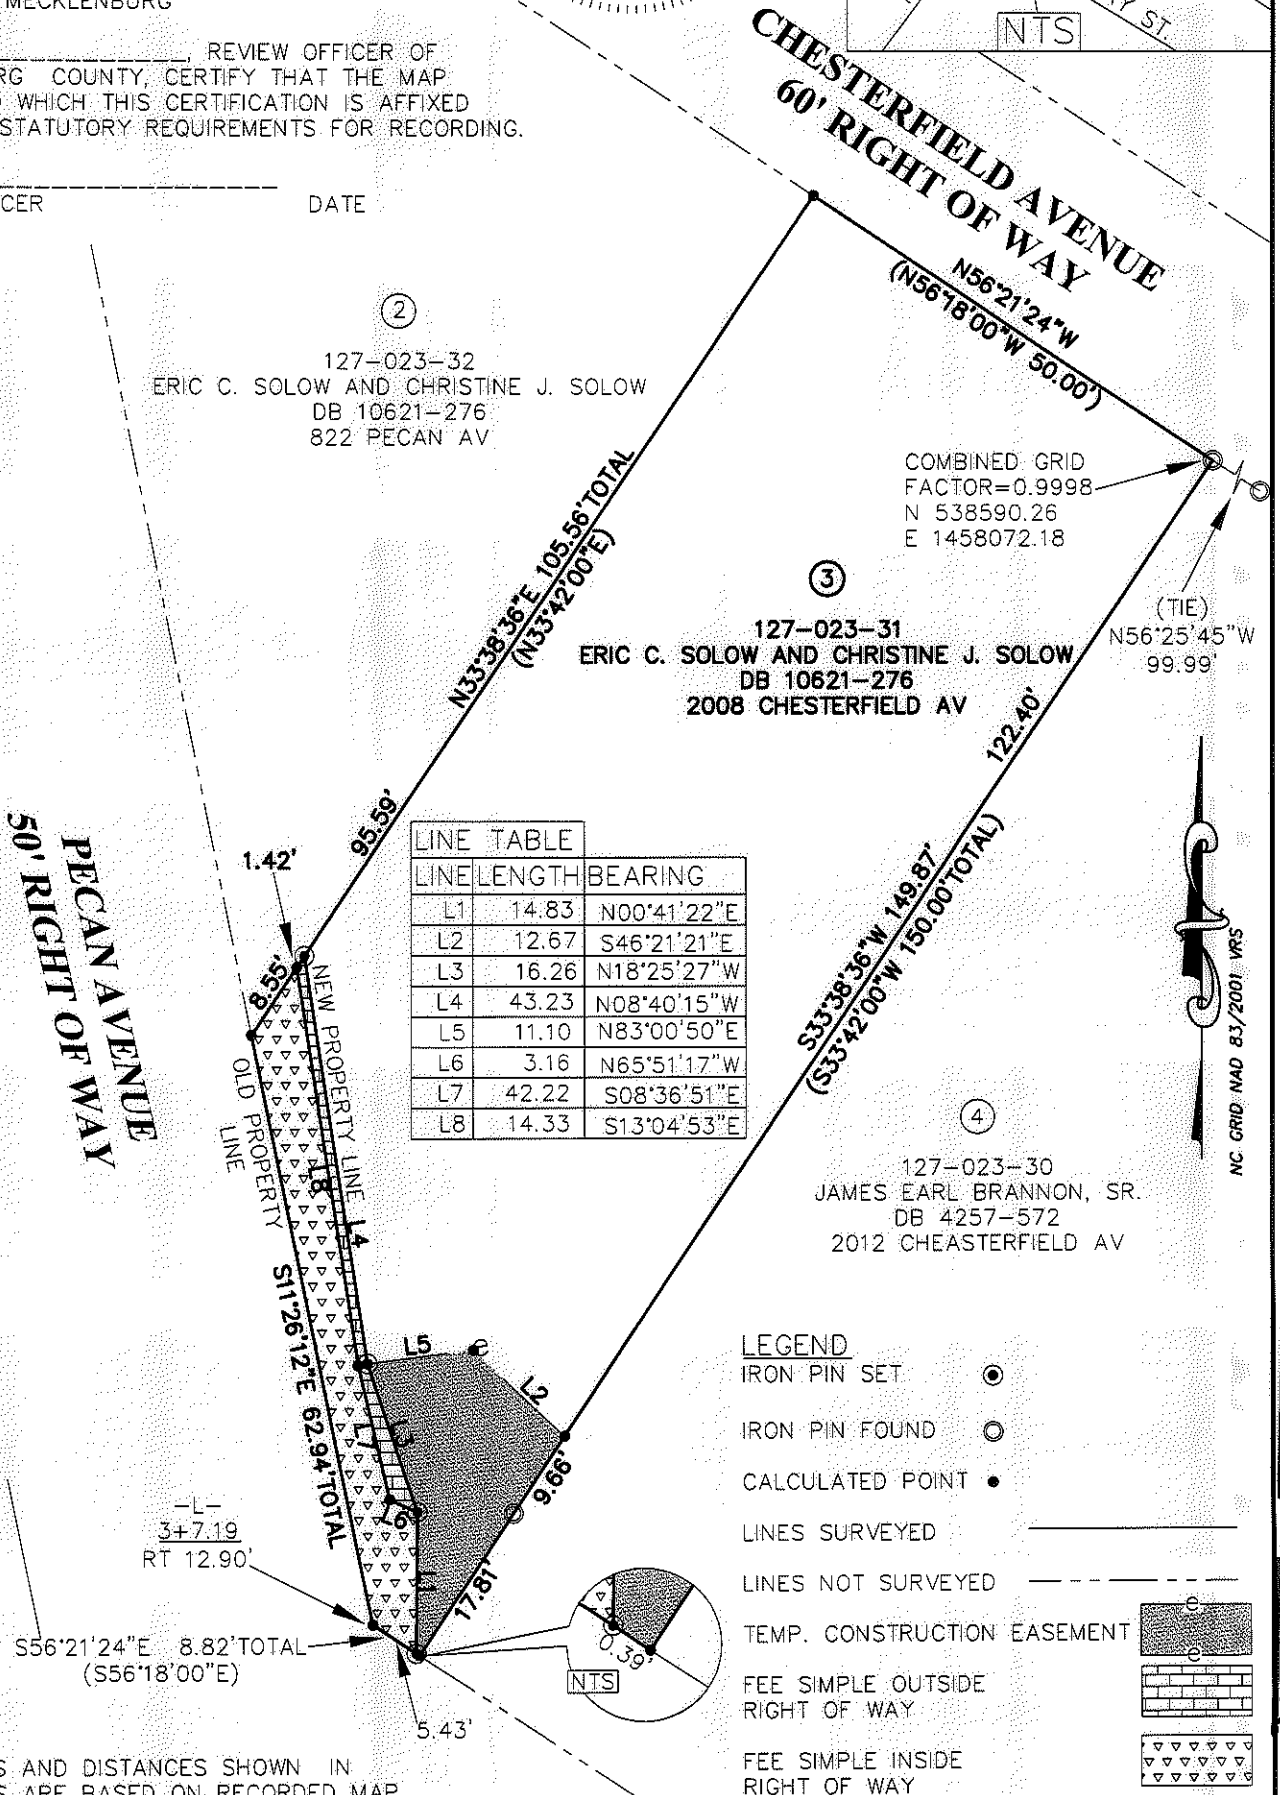 MECKLENBURG
REVIEW OFFICER OF
RG COUNTY, CERTIFY THAT THE MAP
WHICH THIS CERTIFICATION IS AFFIXED
STATUTORY REQUIREMENTS FOR RECORDING.
CER
DATE
NTS
Y ST.
CHESTERFIELD AVENUE
60' RIGHT OF WAY
N56°21'24"W
(N56°18'00"W 50.00')
2
127-023-32
ERIC C. SOLOW AND CHRISTINE J. SOLOW
DB 10621-276
822 PECAN AV
COMBINED GRID
FACTOR=0.9998
N 538590.26
E 1458072.18
(TIE)
N56°25'45"W
99.99'
N33°38'36"E 105.56'TOTAL
(N33°42'00"E)
3
127-023-31
ERIC C. SOLOW AND CHRISTINE J. SOLOW
DB 10621-276
2008 CHESTERFIELD AV
122.40'
95.59'
1.42'
8.55'
S33°38'36"W 149.87'
(S33°42'00"W 150.00'TOTAL)
LINE TABLE
LINE LENGTH BEARING
L1 14.83 N00°41'22"E
L2 12.67 S46°21'21"E
L3 16.26 N18°25'27"W
L4 43.23 N08°40'15"W
L5 11.10 N83°00'50"E
L6 3.16 N65°51'17"W
L7 42.22 S08°36'51"E
L8 14.33 S13°04'53"E
PECAN AVENUE
50' RIGHT OF WAY
NEW PROPERTY LINE
OLD PROPERTY
LINE
NC GRID NAD 83/2001 VRS
4
127-023-30
JAMES EARL BRANNON, SR.
DB 4257-572
2012 CHEASTERFIELD AV
L8
L4
L5
e
L2
L3
L7
L6
L1
S11°26'12"E 62.94'TOTAL
9.66'
17.81'
-L-
3+7.19
RT 12.90'
S56°21'24"E 8.82'TOTAL
(S56°18'00"E)
5.43'
0.39'
NTS
LEGEND
IRON PIN SET
IRON PIN FOUND
CALCULATED POINT
LINES SURVEYED
LINES NOT SURVEYED
e
TEMP. CONSTRUCTION EASEMENT
e
FEE SIMPLE OUTSIDE
RIGHT OF WAY
FEE SIMPLE INSIDE
RIGHT OF WAY
S AND DISTANCES SHOWN IN
S ARE BASED ON RECORDED MAP